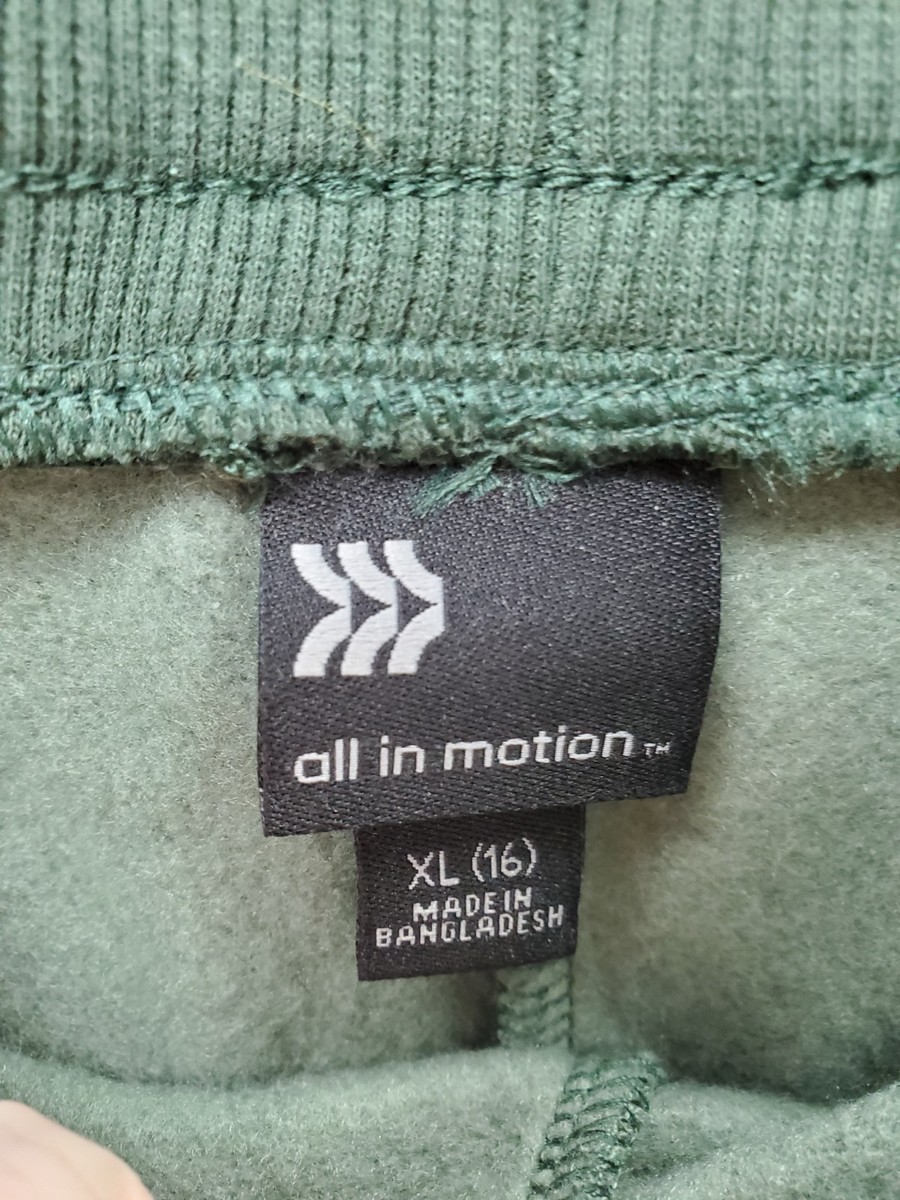 all in motion™
XL (16)
MADE IN
BANGLADESH